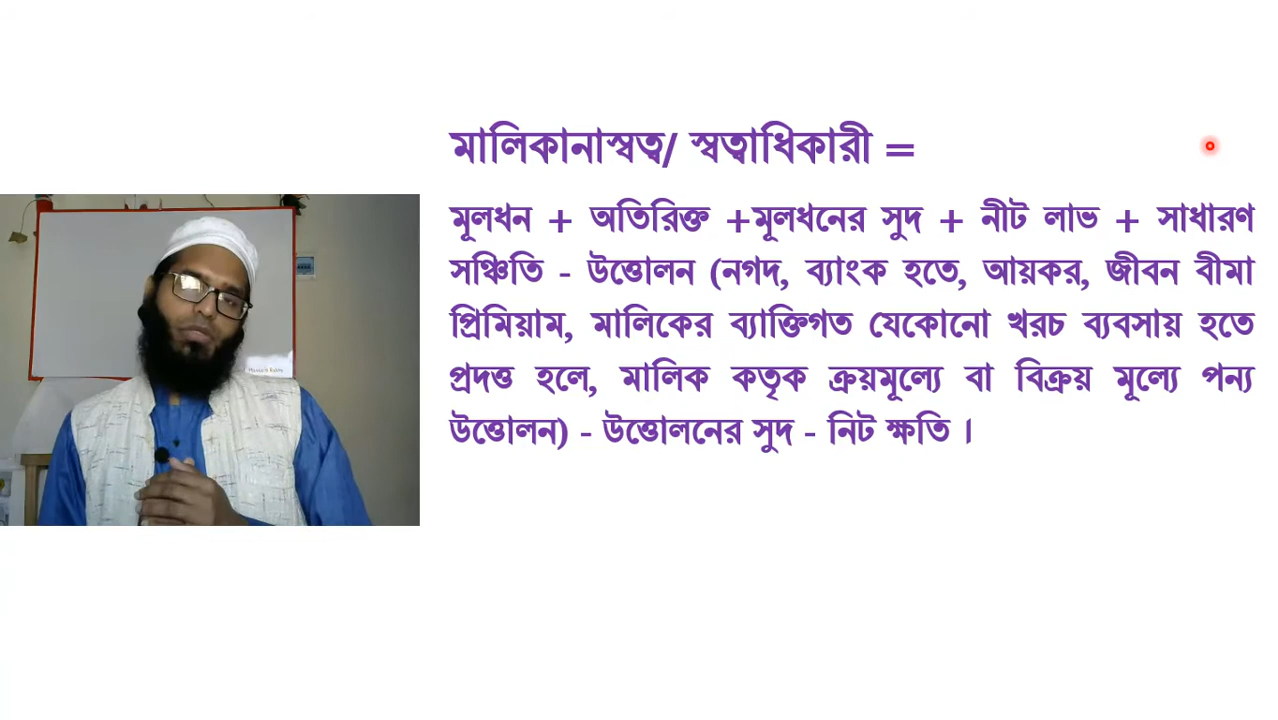 মালিকানাস্বত্ব/ স্বত্বাধিকারী =
মূলধন + অতিরিক্ত +মূলধনের সুদ + নীট লাভ + সাধারণ
সঞ্চিতি - উত্তোলন (নগদ, ব্যাংক হতে, আয়কর, জীবন বীমা
প্রিমিয়াম, মালিকের ব্যাক্তিগত যেকোনো খরচ ব্যবসায় হতে
প্রদত্ত হলে, মালিক কতৃক ক্রয়মূল্যে বা বিক্রয় মূল্যে পন্য
উত্তোলন) - উত্তোলনের সুদ - নিট ক্ষতি।